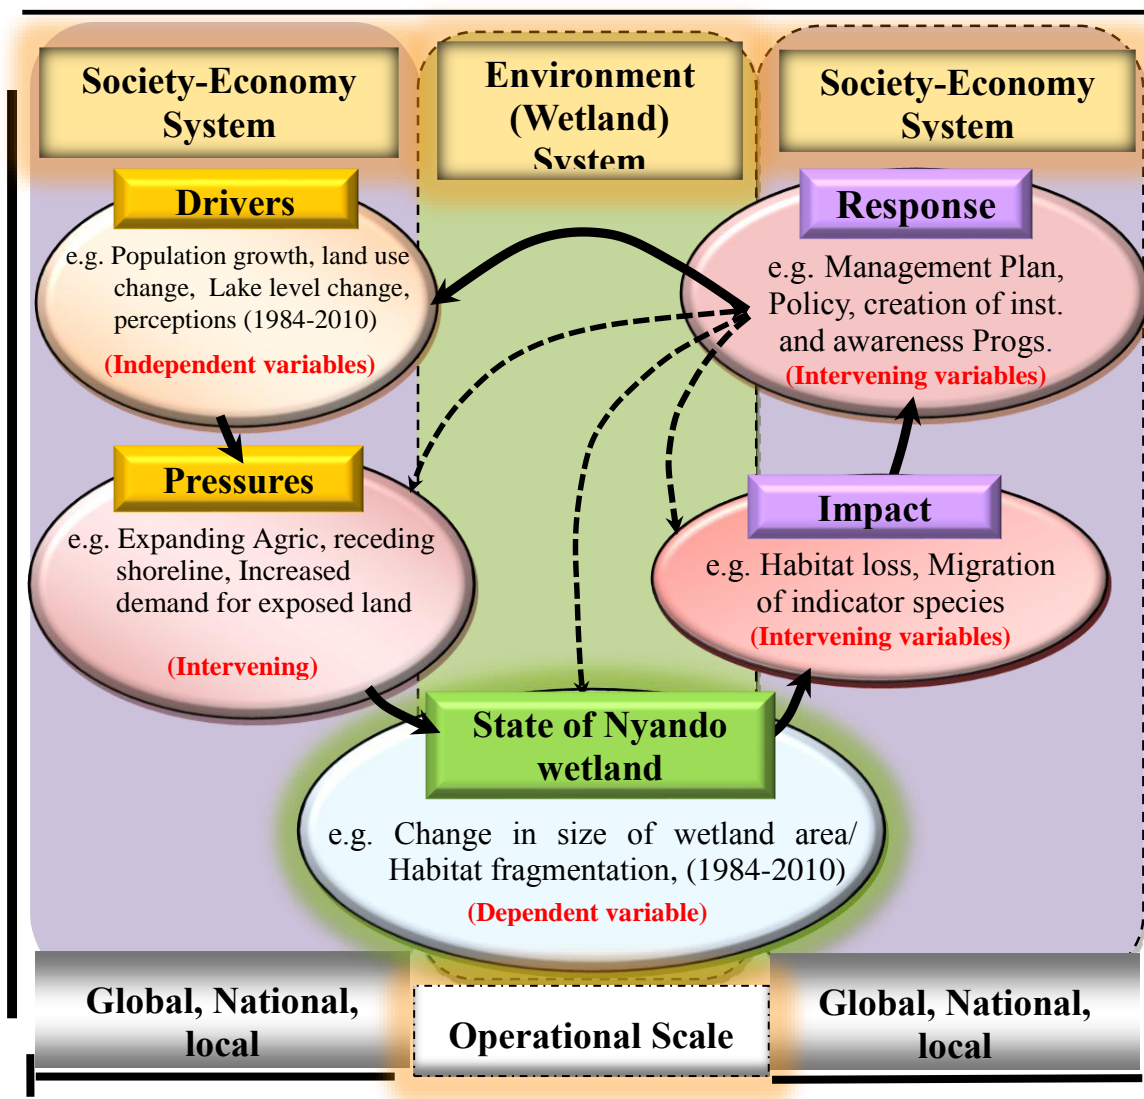 Society-Economy
System
Environment
(Wetland)
System
Society-Economy
System
Drivers
e.g. Population growth, land use
change, Lake level change,
perceptions (1984-2010)
(Independent variables)
Response
e.g. Management Plan,
Policy, creation of inst.
and awareness Progs.
(Intervening variables)
Pressures
e.g. Expanding Agric, receding
shoreline, Increased
demand for exposed land
(Intervening)
Impact
e.g. Habitat loss, Migration
of indicator species
(Intervening variables)
State of Nyando
wetland
e.g. Change in size of wetland area/
Habitat fragmentation, (1984-2010)
(Dependent variable)
Global, National,
local
Operational Scale
Global, National,
local